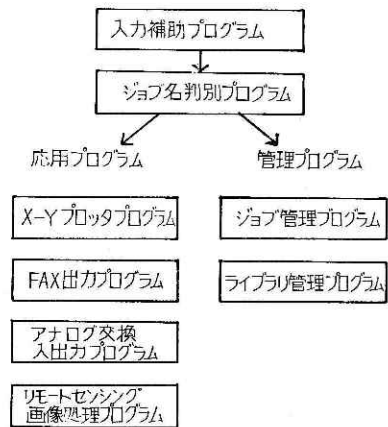 入力補助プログラム
ジョブ名判別プログラム
応用プログラム
管理プログラム
X-Yプロッタプログラム
ジョブ管理プログラム
FAX出力プログラム
ライブラリ管理プログラム
アナログ交換
入出力プログラム
リモートセンシング
画像処理プログラム